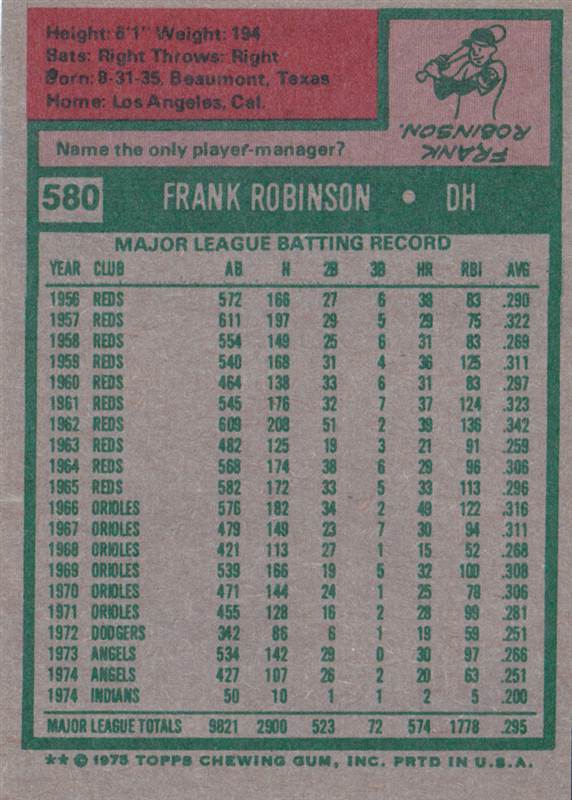 Height: 6'1" Weight: 194
Bats: Right Throws: Right
Born: 8-31-35, Beaumont, Texas
Home: Los Angeles, Cal.
Name the only player-manager?
FRANK
ROBINSON.
580 FRANK ROBINSON • DH
MAJOR LEAGUE BATTING RECORD
YEAR CLUB AB H 2B 3B HR RBI AVG
1956 REDS 572 166 27 6 38 83 .290
1957 REDS 611 197 29 5 29 75 .322
1958 REDS 554 149 25 6 31 83 .269
1959 REDS 540 168 31 4 36 125 .311
1960 REDS 464 138 33 6 31 83 .297
1961 REDS 545 176 32 7 37 124 .323
1962 REDS 609 208 51 2 39 136 .342
1963 REDS 482 125 19 3 21 91 .259
1964 REDS 568 174 38 6 29 96 .306
1965 REDS 582 172 33 5 33 113 .296
1966 ORIOLES 576 182 34 2 49 122 .316
1967 ORIOLES 479 149 23 7 30 94 .311
1968 ORIOLES 421 113 27 1 15 52 .268
1969 ORIOLES 539 166 19 5 32 100 .308
1970 ORIOLES 471 144 24 1 25 78 .306
1971 ORIOLES 455 128 16 2 28 99 .281
1972 DODGERS 342 86 6 1 19 59 .251
1973 ANGELS 534 142 29 0 30 97 .266
1974 ANGELS 427 107 26 2 20 63 .251
1974 INDIANS 50 10 1 1 2 5 .200
MAJOR LEAGUE TOTALS 9821 2900 523 72 574 1778 .295
** © 1975 TOPPS CHEWING GUM, INC. PRTD IN U.S.A.